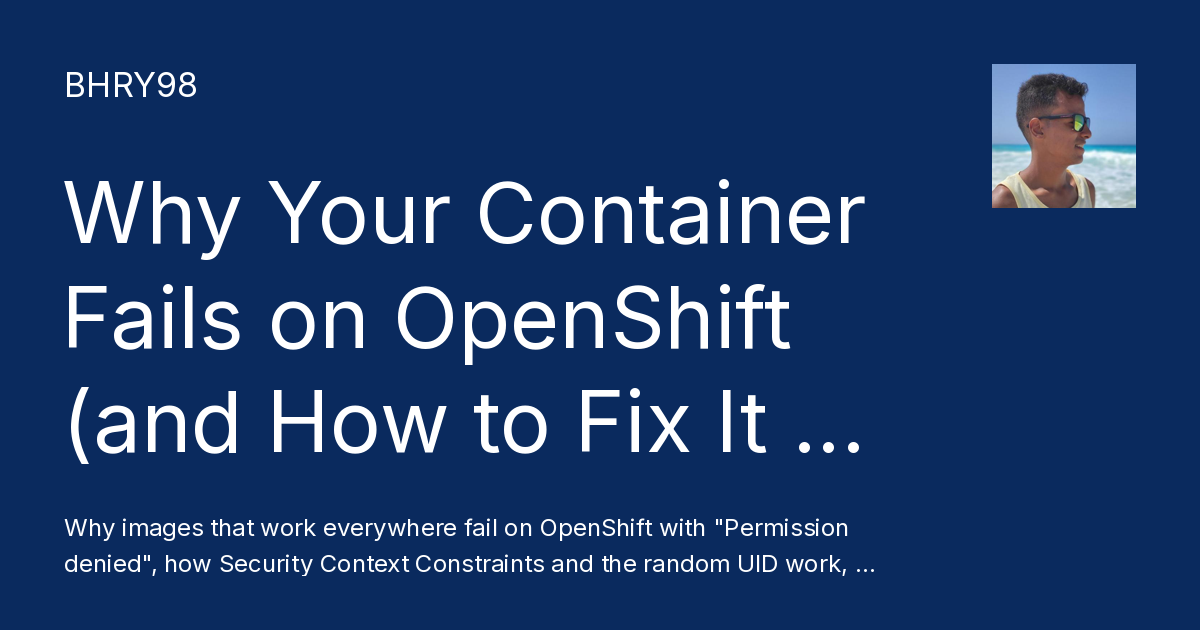 BHRY98
Why Your Container
Fails on OpenShift
(and How to Fix It ...
Why images that work everywhere fail on OpenShift with "Permission
denied", how Security Context Constraints and the random UID work, ...